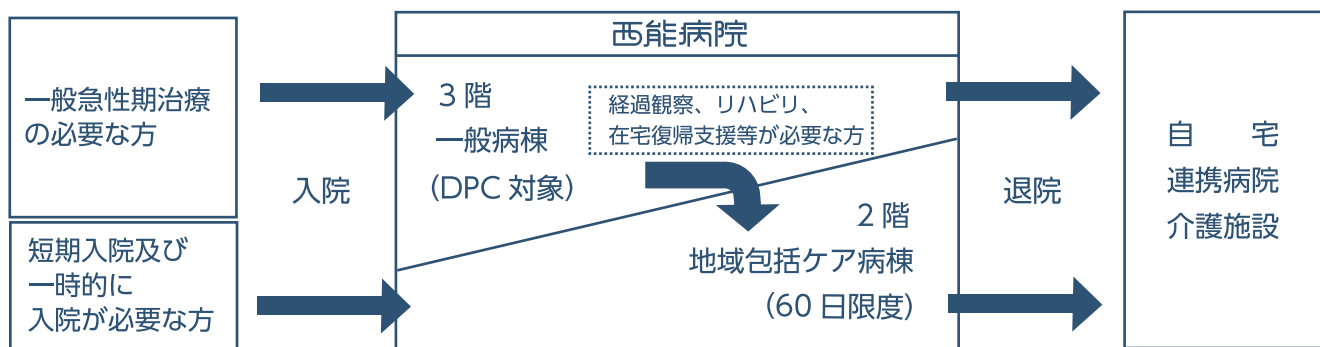 一般急性期治療
の必要な方
短期入院及び
一時的に
入院が必要な方
入院
西能病院
3 階
一般病棟
(DPC 対象)
経過観察、リハビリ、
在宅復帰支援等が必要な方
2 階
地域包括ケア病棟
(60 日限度)
退院
自　　宅
連携病院
介護施設